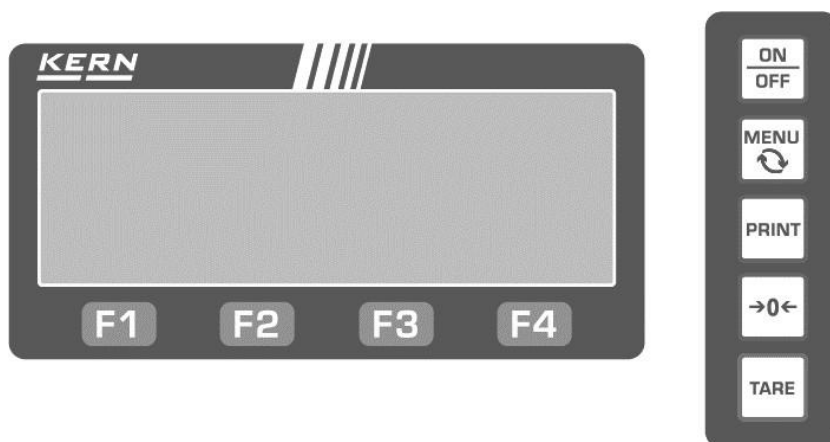 KERN
F1 F2 F3 F4
ON
OFF
MENU
PRINT
→0←
TARE